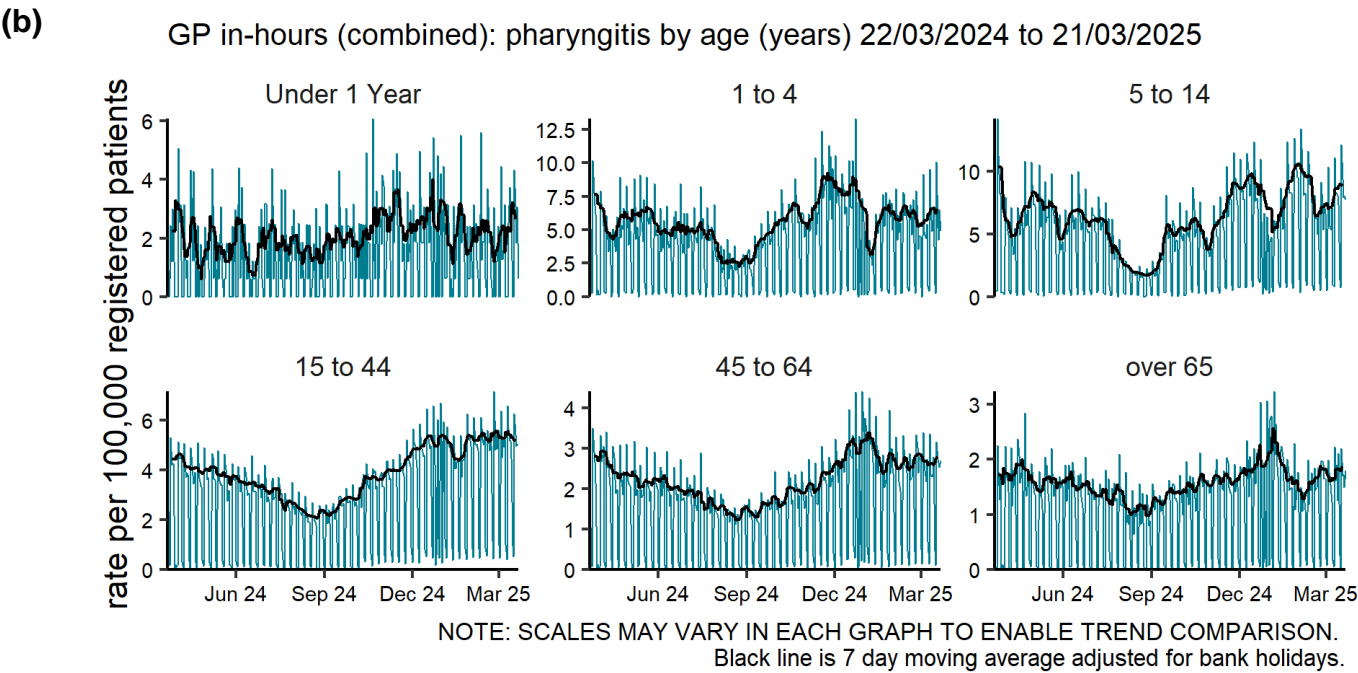 (b)
GP in-hours (combined): pharyngitis by age (years) 22/03/2024 to 21/03/2025
rate per 100,000 registered patients
Under 1 Year
6
4
2
0
1 to 4
12.5
10.0
7.5
5.0
2.5
0.0
5 to 14
10
5
0
15 to 44
6
4
2
0
Jun 24 Sep 24 Dec 24 Mar 25
45 to 64
4
3
2
1
0
Jun 24 Sep 24 Dec 24 Mar 25
over 65
3
2
1
0
Jun 24 Sep 24 Dec 24 Mar 25
NOTE: SCALES MAY VARY IN EACH GRAPH TO ENABLE TREND COMPARISON.
Black line is 7 day moving average adjusted for bank holidays.